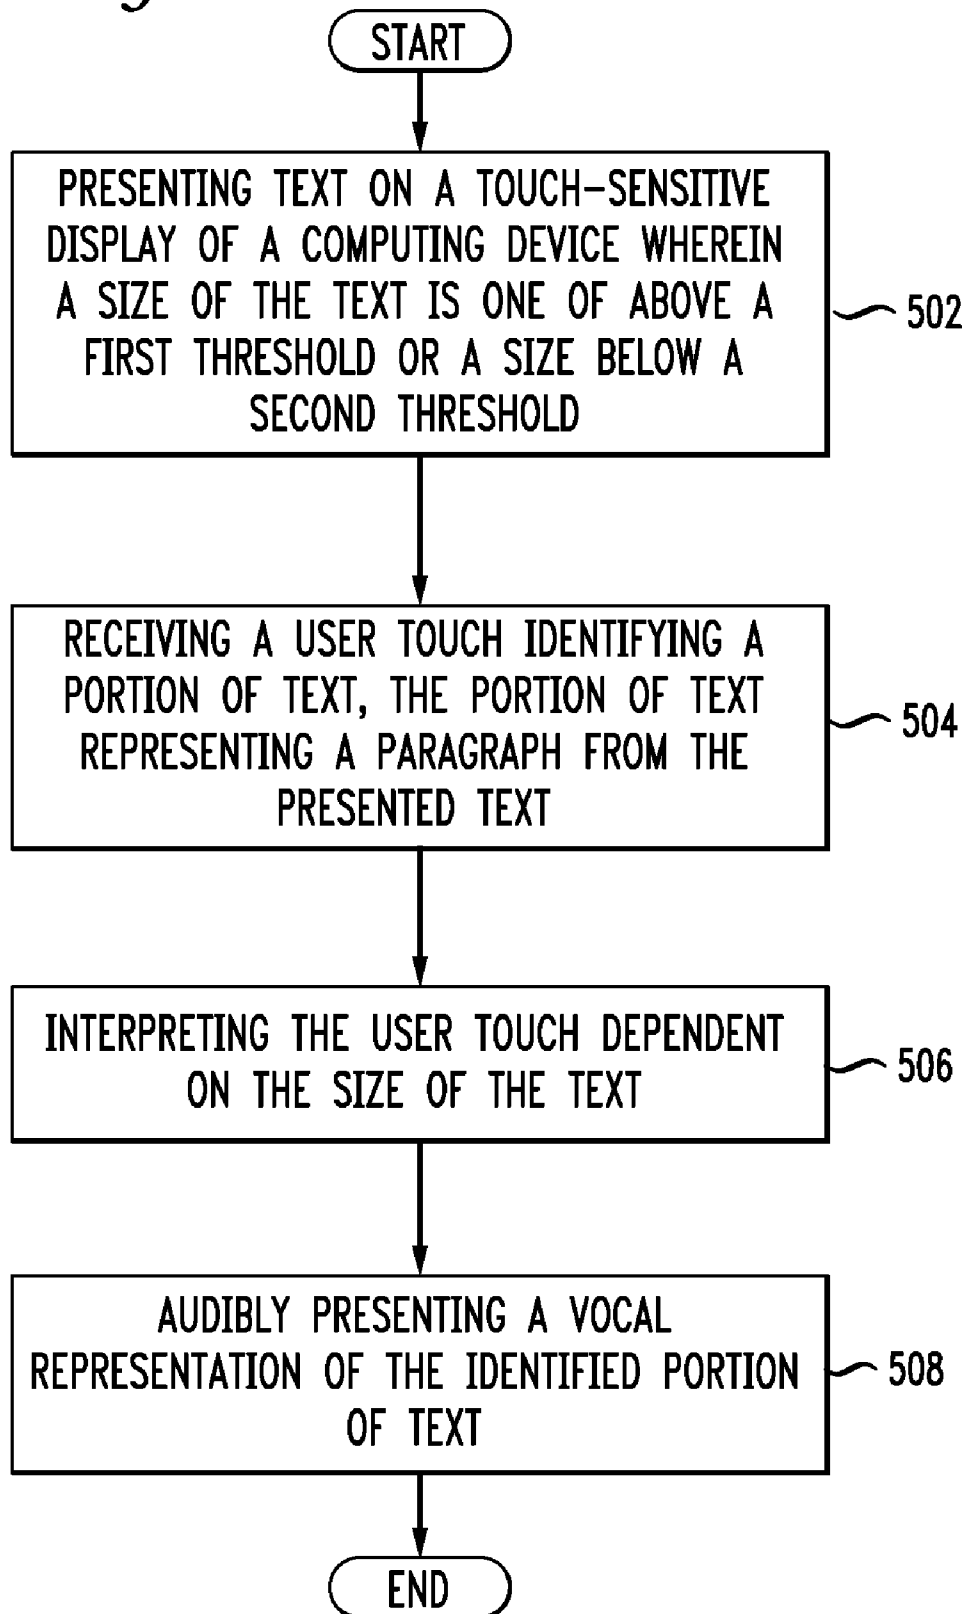 START
PRESENTING TEXT ON A TOUCH-SENSITIVE
DISPLAY OF A COMPUTING DEVICE WHEREIN
A SIZE OF THE TEXT IS ONE OF ABOVE A
FIRST THRESHOLD OR A SIZE BELOW A
SECOND THRESHOLD
502
RECEIVING A USER TOUCH IDENTIFYING A
PORTION OF TEXT, THE PORTION OF TEXT
REPRESENTING A PARAGRAPH FROM THE
PRESENTED TEXT
504
INTERPRETING THE USER TOUCH DEPENDENT
ON THE SIZE OF THE TEXT
506
AUDIBLY PRESENTING A VOCAL
REPRESENTATION OF THE IDENTIFIED PORTION
OF TEXT
508
END